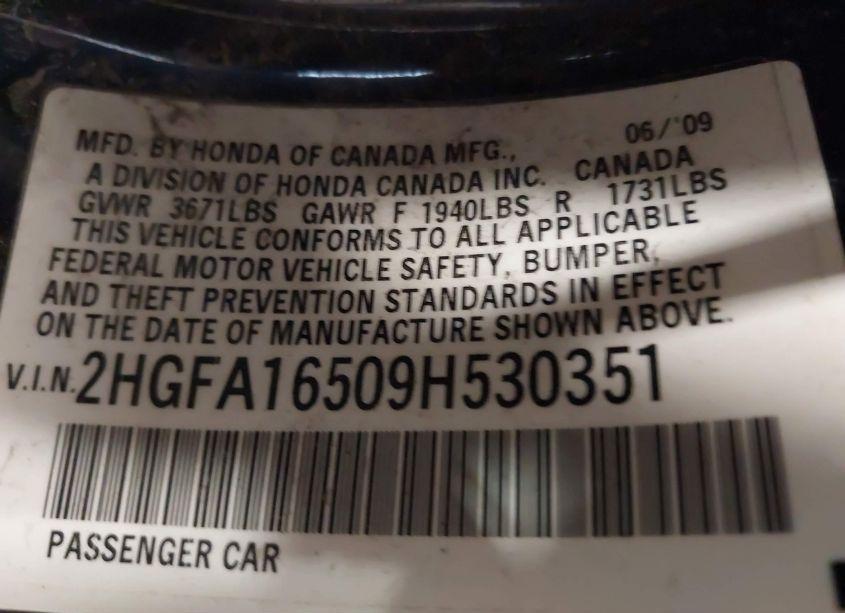 06/'09
MFD. BY HONDA OF CANADA MFG.,
A DIVISION OF HONDA CANADA INC. CANADA
GVWR 3671LBS GAWR F 1940LBS R 1731LBS
THIS VEHICLE CONFORMS TO ALL APPLICABLE
FEDERAL MOTOR VEHICLE SAFETY, BUMPER,
AND THEFT PREVENTION STANDARDS IN EFFECT
ON THE DATE OF MANUFACTURE SHOWN ABOVE.
V.I.N. 2HGFA16509H530351
PASSENGER CAR